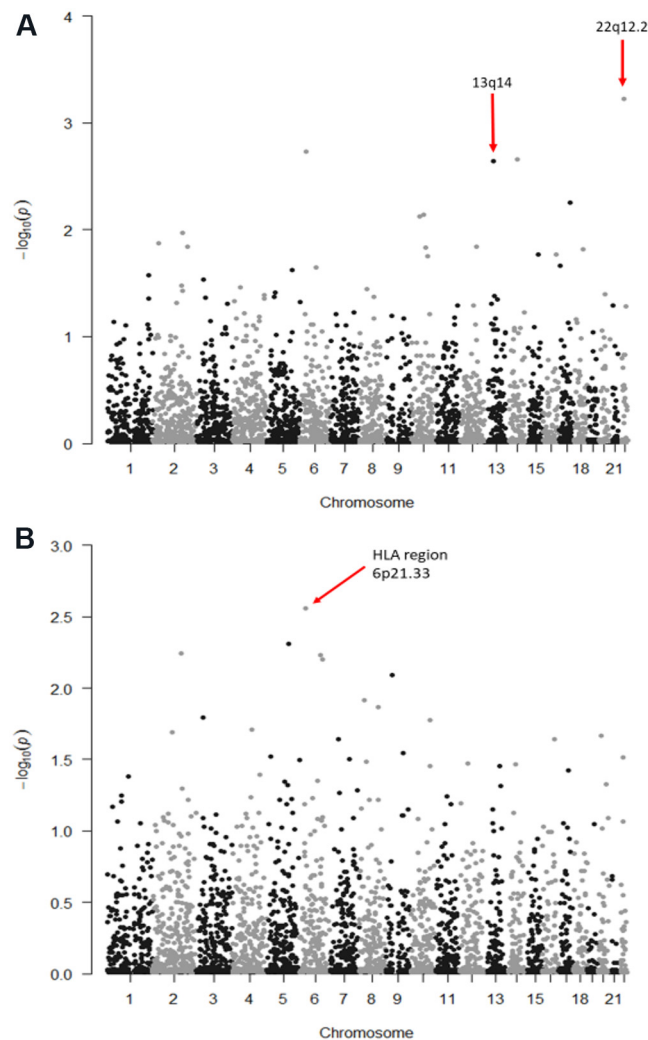 A
22q12.2
13q14
4
3
2
1
0
−log10(p)
1 2 3 4 5 6 7 8 9 11 13 15 18 21
Chromosome
B
HLA region
6p21.33
3.0
2.5
2.0
1.5
1.0
0.5
0.0
−log10(p)
1 2 3 4 5 6 7 8 9 11 13 15 18 21
Chromosome